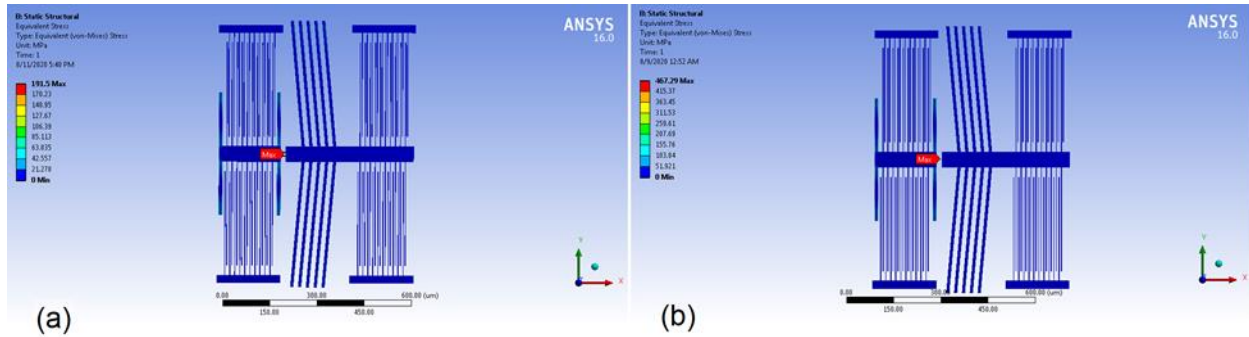 B: Static Structural
Equivalent Stress
Type: Equivalent (von-Mises) Stress
Unit: MPa
Time: 1
8/11/2020 5:40 PM
191.5 Max
170.23
148.95
127.67
106.39
85.113
63.835
42.557
21.278
0 Min
ANSYS
16.0
Max
Y
X
0.00 300.00 600.00 (um)
150.00 450.00
(a)
B: Static Structural
Equivalent Stress
Type: Equivalent (von-Mises) Stress
Unit: MPa
Time: 1
8/9/2020 12:52 AM
467.29 Max
415.37
363.45
311.53
259.61
207.69
155.76
103.84
51.921
0 Min
ANSYS
16.0
Max
Y
X
0.00 300.00 600.00 (um)
150.00 450.00
(b)